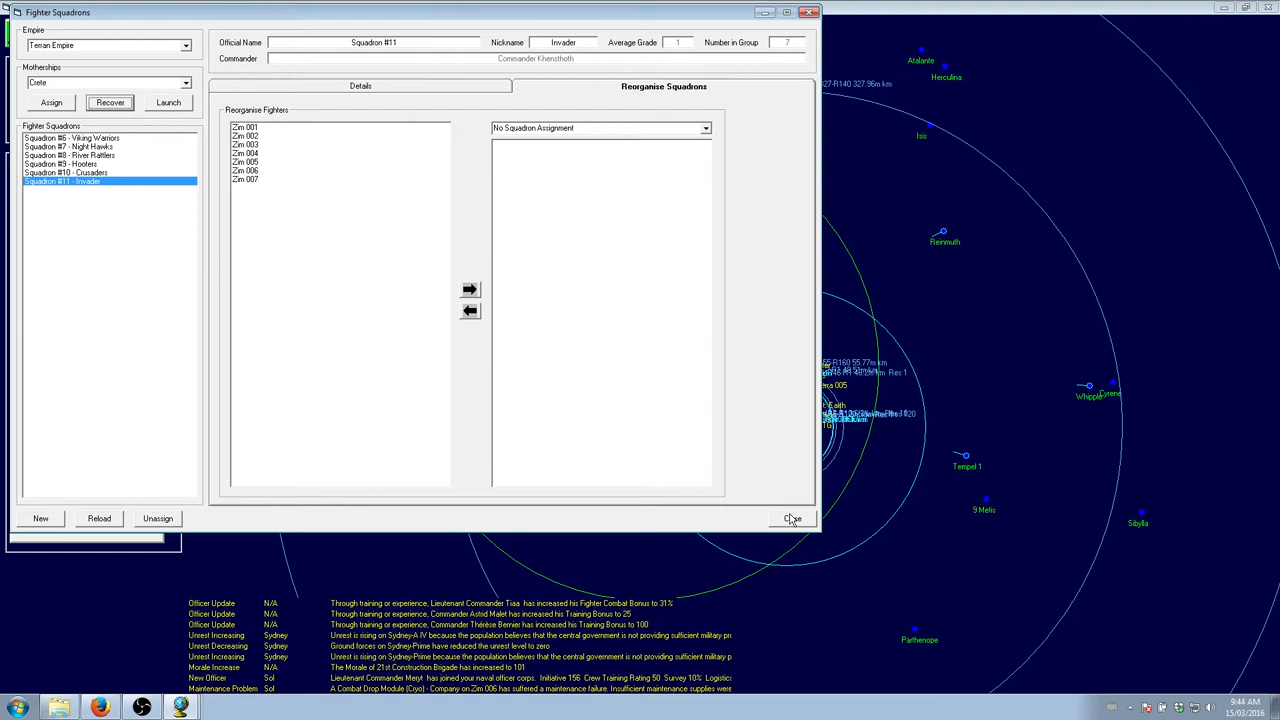 Fighter Squadrons
Empire
Terran Empire
Official Name
Squadron #11
Nickname
Invader
Average Grade
1
Number in Group
7
Commander
Commander Khensthoth
Motherships
Crete
Assign
Recover
Launch
Details
Reorganise Squadrons
Fighter Squadrons
Squadron #6 - Viking Warriors
Squadron #7 - Night Hawks
Squadron #8 - River Rattlers
Squadron #9 - Hooters
Squadron #10 - Crusaders
Squadron #11 - Invader
Reorganise Fighters
Zim 001
Zim 002
Zim 003
Zim 004
Zim 005
Zim 006
Zim 007
No Squadron Assignment
New
Reload
Unassign
Atalante
Herculina
27-R140 327.96m km
Isis
Reinmuth
55-R160 55.77m km
Whipple
Cyrene
Tempel 1
9 Metis
Sibylla
Parthenope
Officer Update N/A Through training or experience, Lieutenant Commander Tiaa has increased his Fighter Combat Bonus to 31%
Officer Update N/A Through training or experience, Commander Astrid Malet has increased his Training Bonus to 25
Officer Update N/A Through training or experience, Commander Thérèse Bernier has increased his Training Bonus to 100
Unrest Increasing Sydney Unrest is rising on Sydney-A IV because the population believes that the central government is not providing sufficient military pr
Unrest Decreasing Sydney Ground forces on Sydney-Prime have reduced the unrest level to zero
Unrest Increasing Sydney Unrest is rising on Sydney-Prime because the population believes that the central government is not providing sufficient military p
Morale Increase N/A The Morale of 21st Construction Brigade has increased to 101
New Officer Sol Lieutenant Commander Meryt has joined your naval officer corps. Initiative 156 Crew Training Rating 50 Survey 10% Logistics
Maintenance Problem Sol A Combat Drop Module (Cryo) - Company on Zim 006 has suffered a maintenance failure. Insufficient maintenance supplies were
9:44 AM
15/03/2016